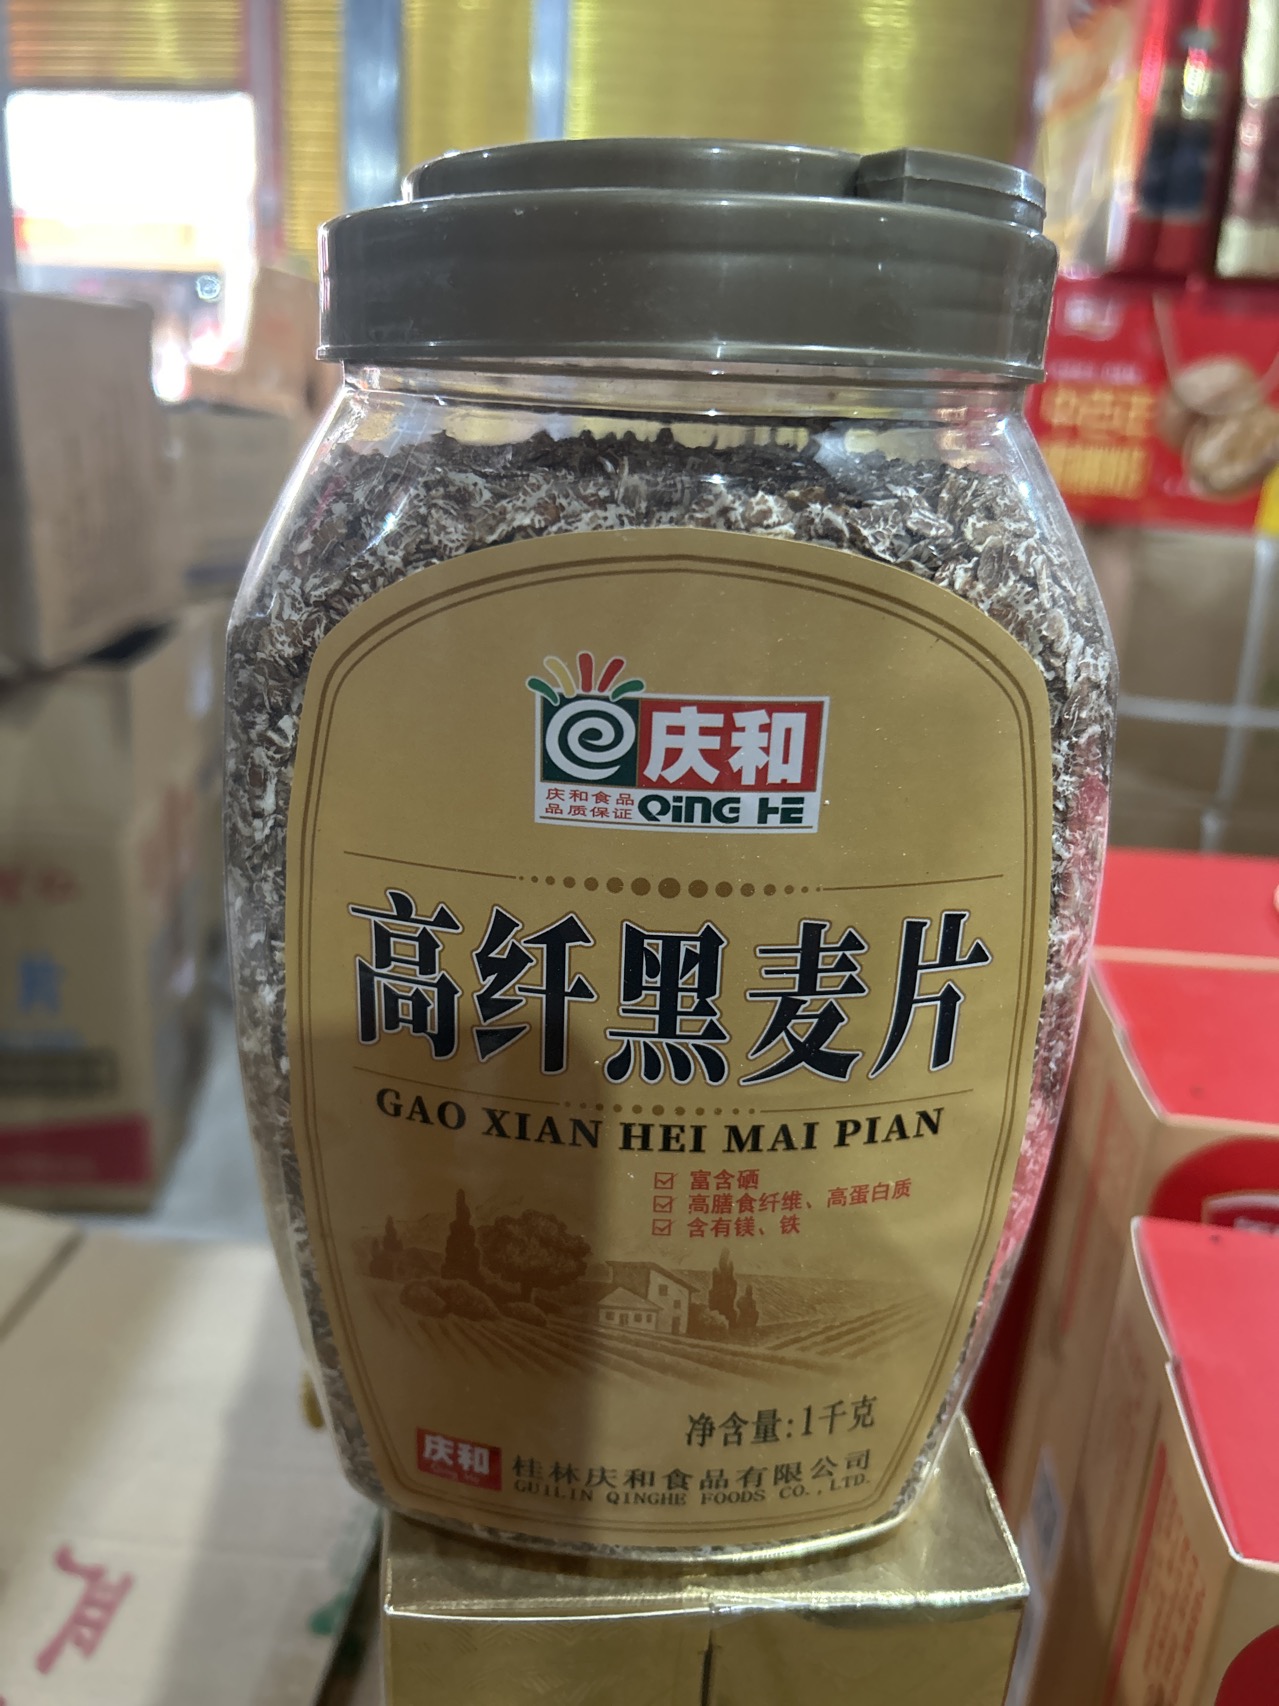 庆和
庆和食品
品质保证
QiNG HE
高纤黑麦片
GAO XIAN HEI MAI PIAN
富含硒
高膳食纤维、高蛋白质
含有镁、铁
净含量:1千克
庆和
桂林庆和食品有限公司
GUILIN QINGHE FOODS CO.,LTD.